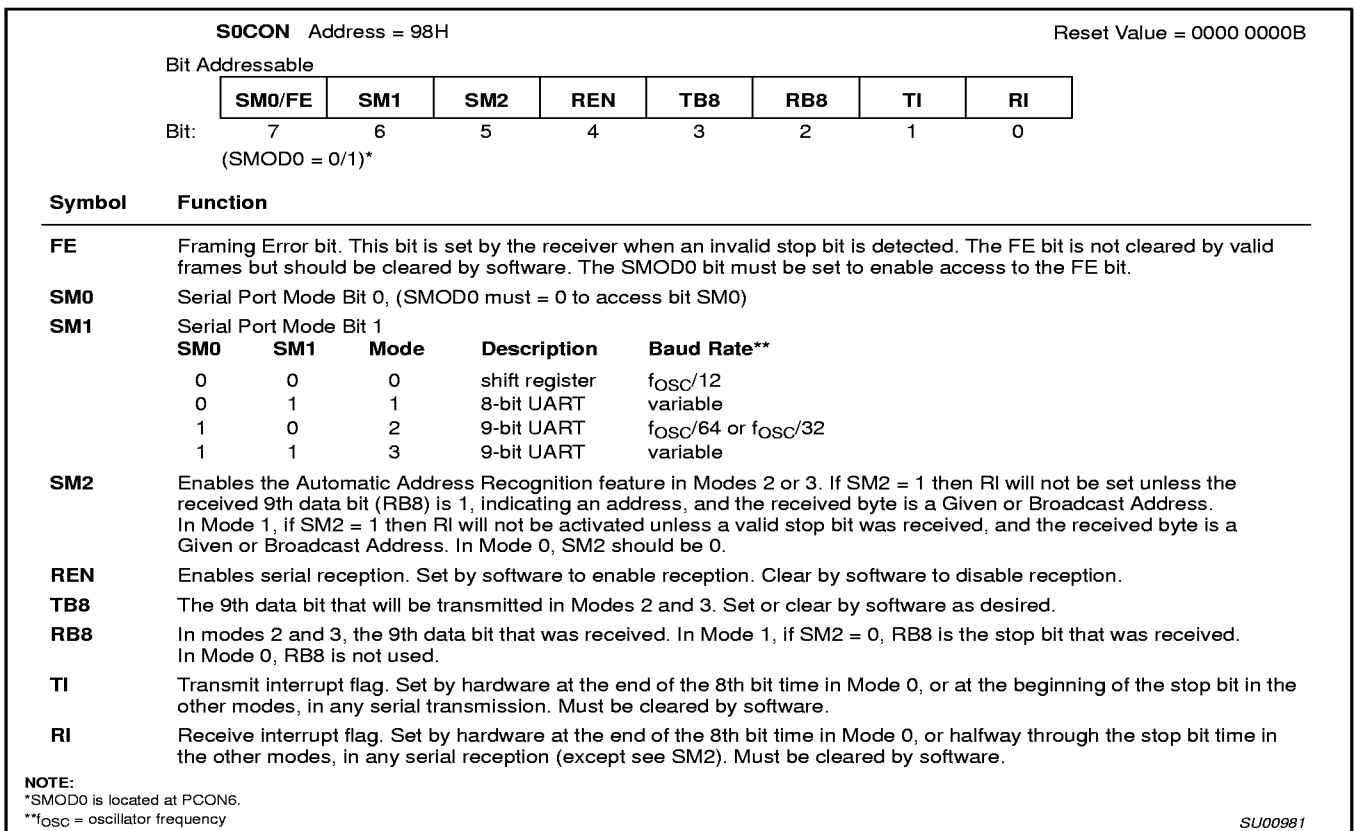 S0CON Address = 98H Reset Value = 0000 0000B
Bit Addressable
SM0/FE SM1 SM2 REN TB8 RB8 TI RI
Bit: 7 6 5 4 3 2 1 0
(SMOD0 = 0/1)*
Symbol Function
FE Framing Error bit. This bit is set by the receiver when an invalid stop bit is detected. The FE bit is not cleared by valid
frames but should be cleared by software. The SMOD0 bit must be set to enable access to the FE bit.
SM0 Serial Port Mode Bit 0, (SMOD0 must = 0 to access bit SM0)
SM1 Serial Port Mode Bit 1
SM0 SM1 Mode Description Baud Rate**
0 0 0 shift register fOSC/12
0 1 1 8-bit UART variable
1 0 2 9-bit UART fOSC/64 or fOSC/32
1 1 3 9-bit UART variable
SM2 Enables the Automatic Address Recognition feature in Modes 2 or 3. If SM2 = 1 then RI will not be set unless the
received 9th data bit (RB8) is 1, indicating an address, and the received byte is a Given or Broadcast Address.
In Mode 1, if SM2 = 1 then RI will not be activated unless a valid stop bit was received, and the received byte is a
Given or Broadcast Address. In Mode 0, SM2 should be 0.
REN Enables serial reception. Set by software to enable reception. Clear by software to disable reception.
TB8 The 9th data bit that will be transmitted in Modes 2 and 3. Set or clear by software as desired.
RB8 In modes 2 and 3, the 9th data bit that was received. In Mode 1, if SM2 = 0, RB8 is the stop bit that was received.
In Mode 0, RB8 is not used.
TI Transmit interrupt flag. Set by hardware at the end of the 8th bit time in Mode 0, or at the beginning of the stop bit in the
other modes, in any serial transmission. Must be cleared by software.
RI Receive interrupt flag. Set by hardware at the end of the 8th bit time in Mode 0, or halfway through the stop bit time in
the other modes, in any serial reception (except see SM2). Must be cleared by software.
NOTE:
*SMOD0 is located at PCON6.
**fOSC = oscillator frequency SU00981